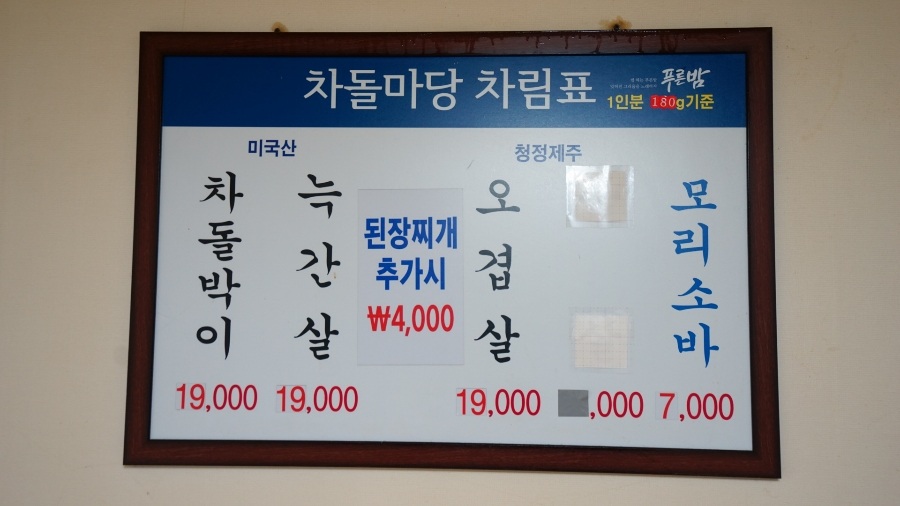 차돌마당 차림표
푸른밤
1인분 180g기준
미국산
청정제주
차돌박이
늑간살
된장찌개
추가시
₩4,000
오겹살
모리소바
19,000
19,000
19,000
,000
7,000